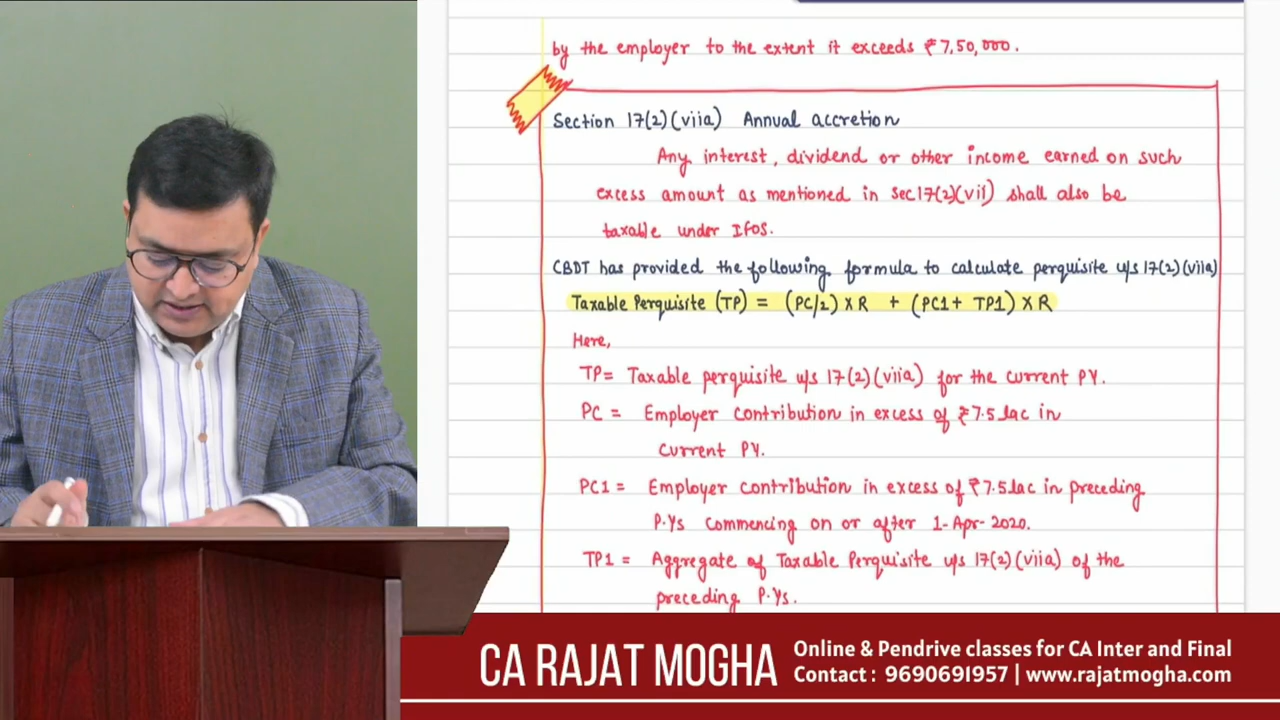 by the employer to the extent it exceeds ₹7,50,000.
Section 17(2)(viia) Annual accretion
Any interest, dividend or other income earned on such
excess amount as mentioned in Sec 17(2)(vii) shall also be
taxable under IFOS.
CBDT has provided the following formula to calculate perquisite u/s 17(2)(viia)
Taxable Perquisite (TP) = (PC/2) X R + (PC1 + TP1) X R
Here,
TP = Taxable perquisite u/s 17(2)(viia) for the current PY.
PC = Employer contribution in excess of ₹7.5 lac in
current PY.
PC1 = Employer contribution in excess of ₹7.5 lac in preceding
P.Ys commencing on or after 1-Apr-2020.
TP1 = Aggregate of Taxable Perquisite u/s 17(2)(viia) of the
preceding P.Ys.
CA RAJAT MOGHA
Online & Pendrive classes for CA Inter and Final
Contact : 9690691957 | www.rajatmogha.com